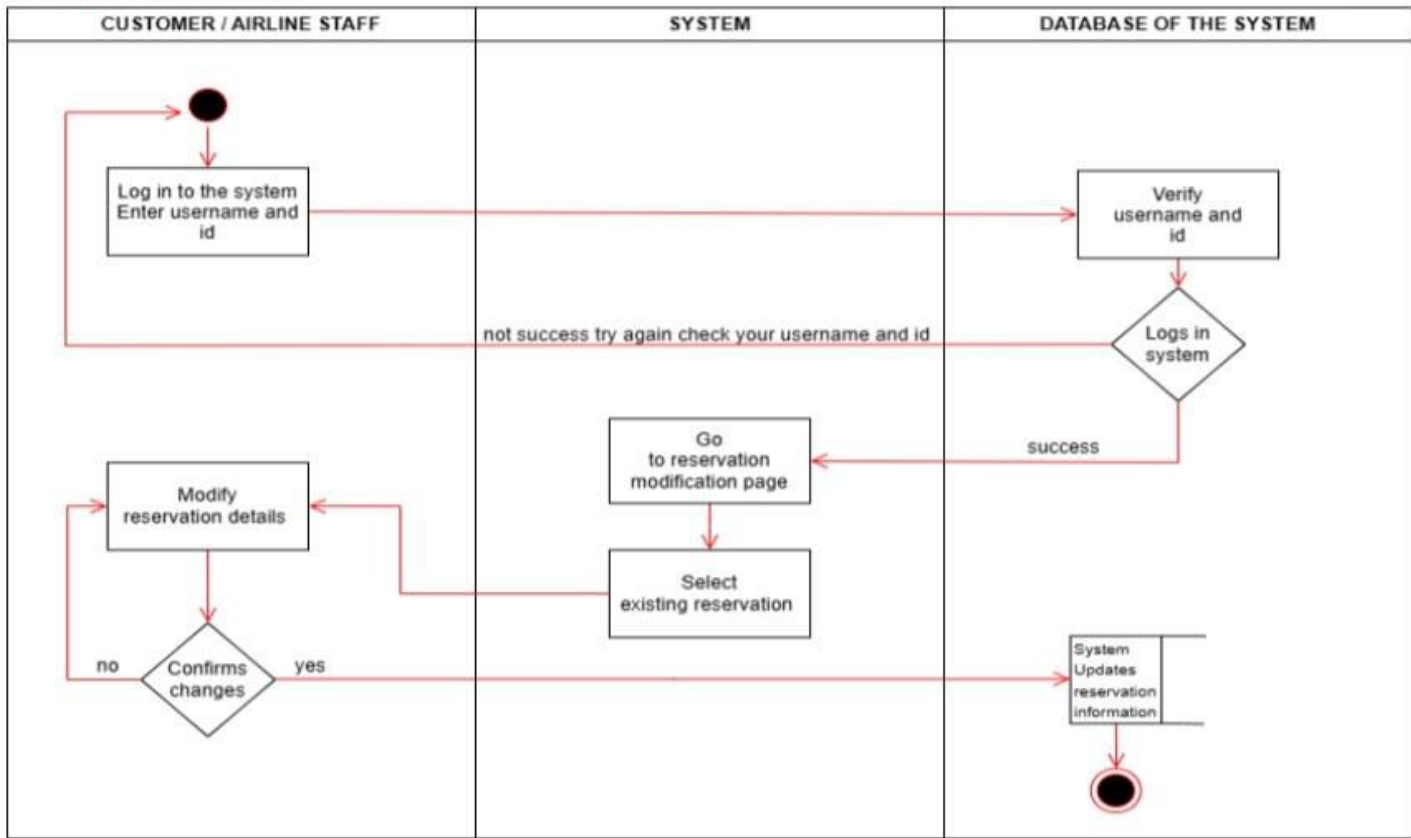 CUSTOMER / AIRLINE STAFF
SYSTEM
DATABASE OF THE SYSTEM
Log in to the system
Enter username and
id
Verify
username and
id
not success try again check your username and id
Logs in
system
success
Go
to reservation
modification page
Modify
reservation details
Select
existing reservation
no
Confirms
changes
yes
System
Updates
reservation
information